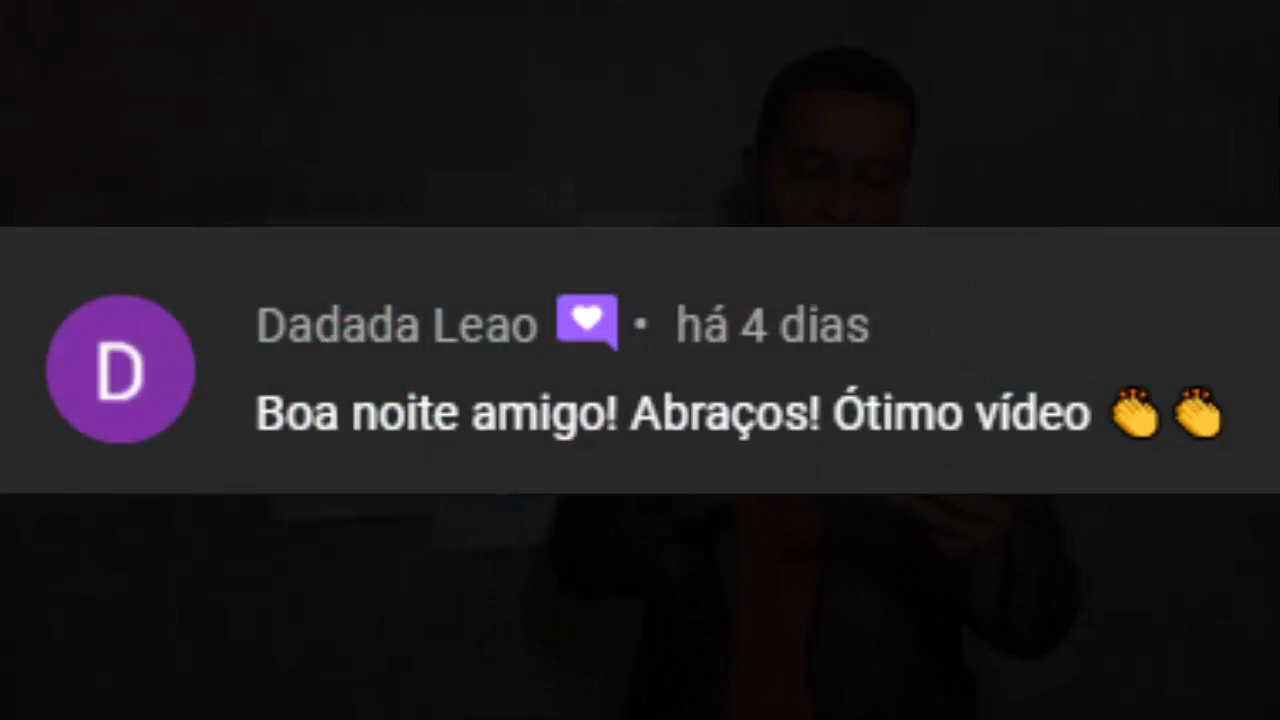 D
Dadada Leao • há 4 dias
Boa noite amigo! Abraços! Ótimo vídeo 👏👏